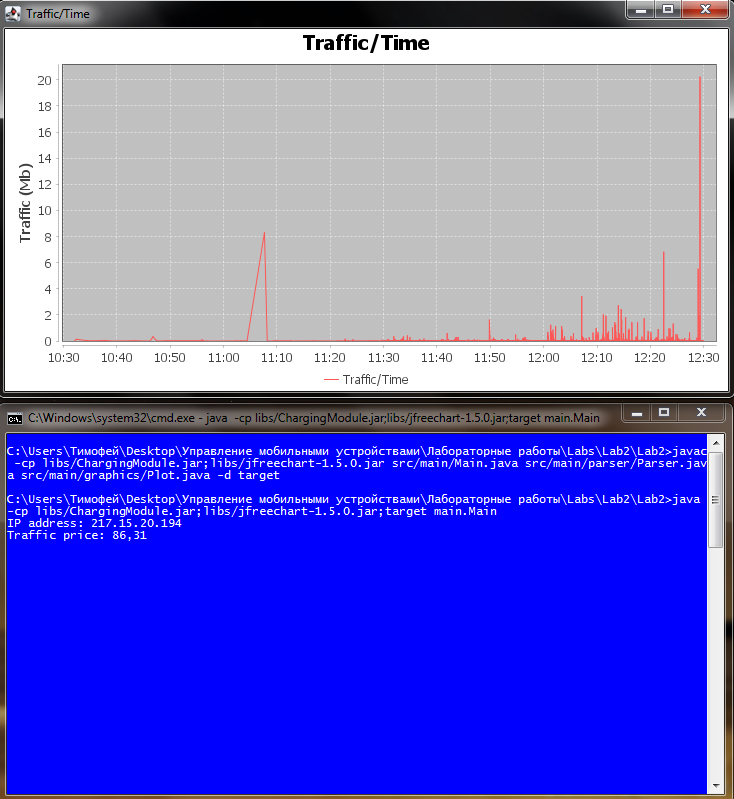 Traffic/Time
Traffic/Time
Traffic (Mb)
20
18
16
14
12
10
8
6
4
2
0
10:30 10:40 10:50 11:00 11:10 11:20 11:30 11:40 11:50 12:00 12:10 12:20 12:30
Traffic/Time
C:\Windows\system32\cmd.exe - java  -cp libs/ChargingModule.jar;libs/jfreechart-1.5.0.jar;target main.Main
C:\Users\Тимофей\Desktop\Управление мобильными устройствами\Лабораторные работы\Labs\Lab2\Lab2>javac
-cp libs/ChargingModule.jar;libs/jfreechart-1.5.0.jar src/main/Main.java src/main/parser/Parser.jav
a src/main/graphics/Plot.java -d target
C:\Users\Тимофей\Desktop\Управление мобильными устройствами\Лабораторные работы\Labs\Lab2\Lab2>java
-cp libs/ChargingModule.jar;libs/jfreechart-1.5.0.jar;target main.Main
IP address: 217.15.20.194
Traffic price: 86,31